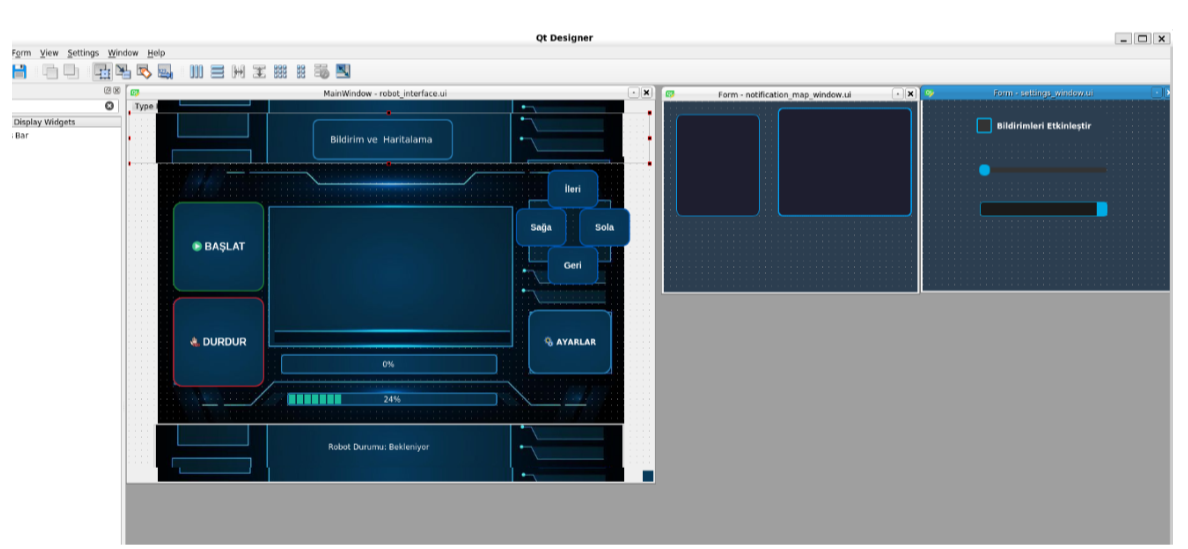 Qt Designer
Form View Settings Window Help
Display Widgets
Bar
MainWindow - robot_interface.ui
Type
Bildirim ve Haritalama
BAŞLAT
DURDUR
İleri
Sağa
Sola
Geri
AYARLAR
0%
24%
Robot Durumu: Bekleniyor
Form - notification_map_window.ui
Form - settings_window.ui
Bildirimleri Etkinleştir